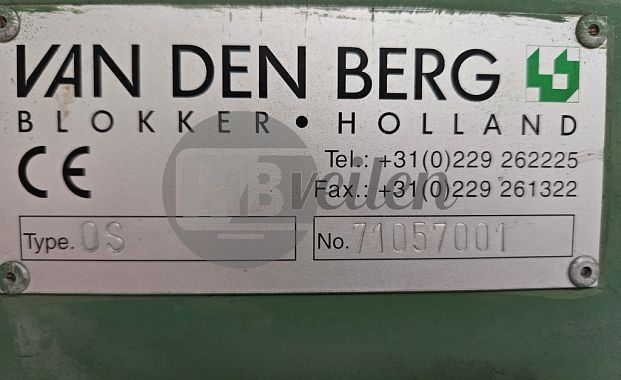 VAN DEN BERG
BLOKKER • HOLLAND
CE
Tel.: +31(0)229 262225
Fax.: +31(0)229 261322
Type. OS
No. 71057001
veilen